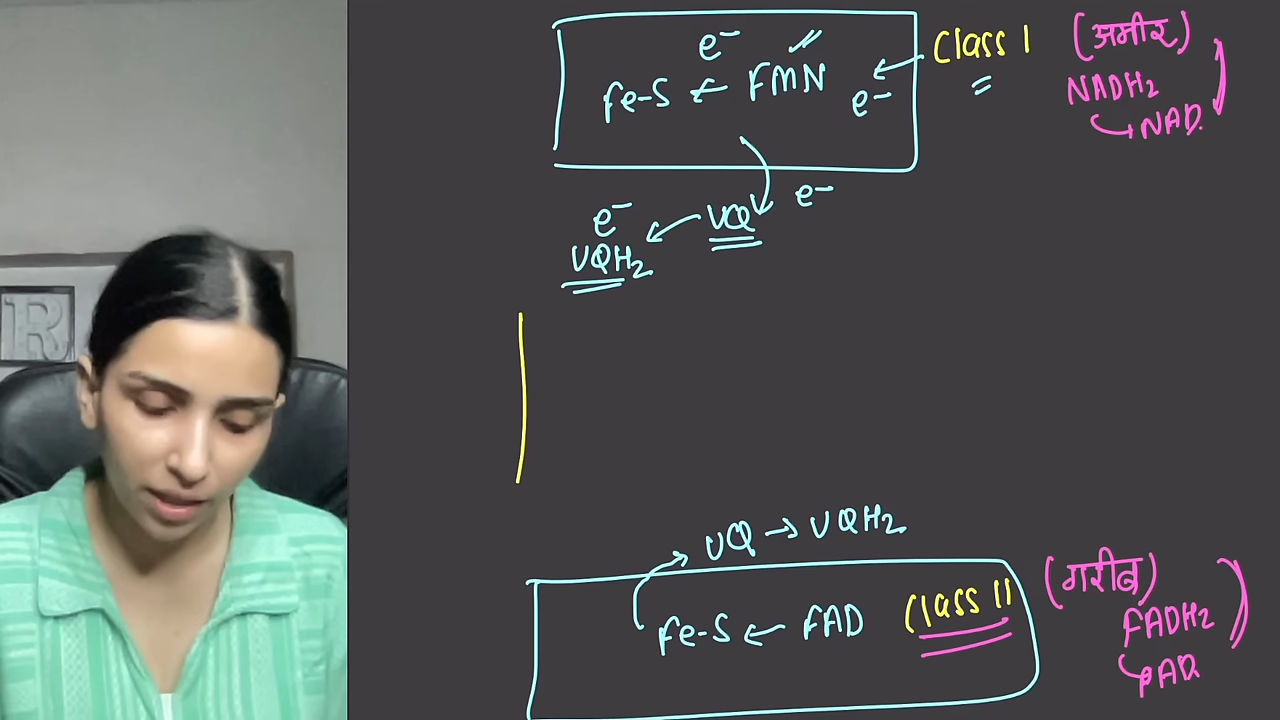 e⁻
Class I (अमीर)
Fe-S ← FMN
e⁻
NADH₂
↳ NAD.
e⁻
e⁻
UQ
UQH₂
R
UQ → UQH₂
Fe-S ← FAD Class II
(गरीब)
FADH₂
↳ FAD